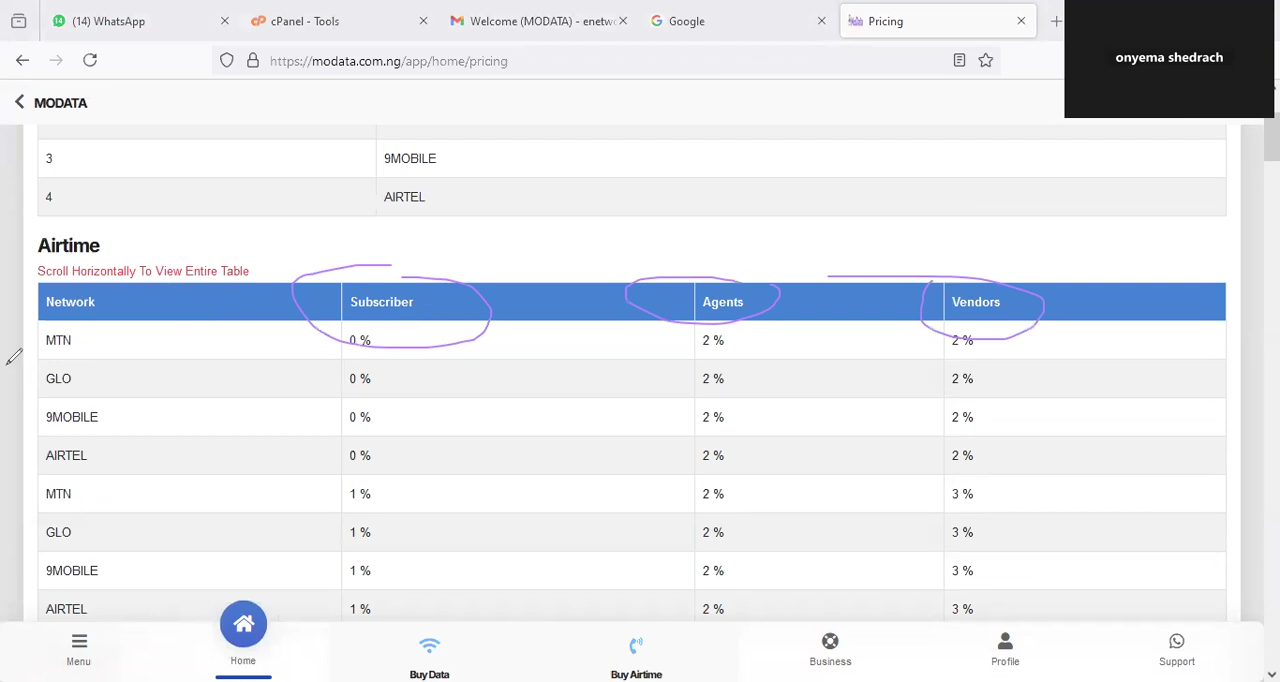 (14) WhatsApp
cPanel - Tools
Welcome (MODATA) - enetw
Google
Pricing
https://modata.com.ng/app/home/pricing
onyema shedrach
MODATA
3 9MOBILE
4 AIRTEL
Airtime
Scroll Horizontally To View Entire Table
Network Subscriber Agents Vendors
MTN 0 % 2 % 2 %
GLO 0 % 2 % 2 %
9MOBILE 0 % 2 % 2 %
AIRTEL 0 % 2 % 2 %
MTN 1 % 2 % 3 %
GLO 1 % 2 % 3 %
9MOBILE 1 % 2 % 3 %
AIRTEL 1 % 2 % 3 %
Menu Home Buy Data Buy Airtime Business Profile Support